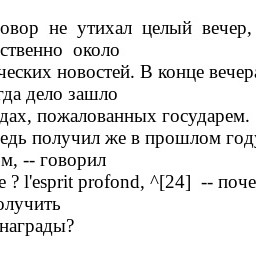 овор не утихал целый вечер,
ственно около
ческих новостей. В конце вечера
гда дело зашло
дах, пожалованных государем.
едь получил же в прошлом году
м, -- говорил
e ? l'esprit profond, ^[24] -- поче
олучить
награды?